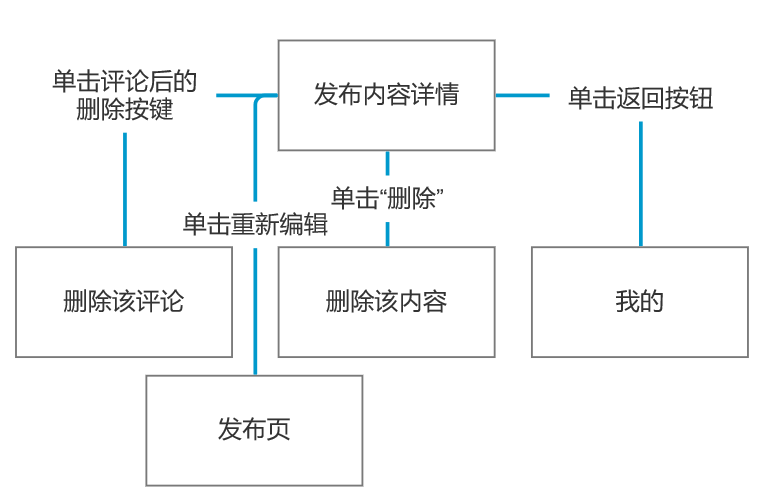 发布内容详情
单击评论后的
删除按键
单击返回按钮
单击“删除”
单击重新编辑
删除该评论
删除该内容
我的
发布页